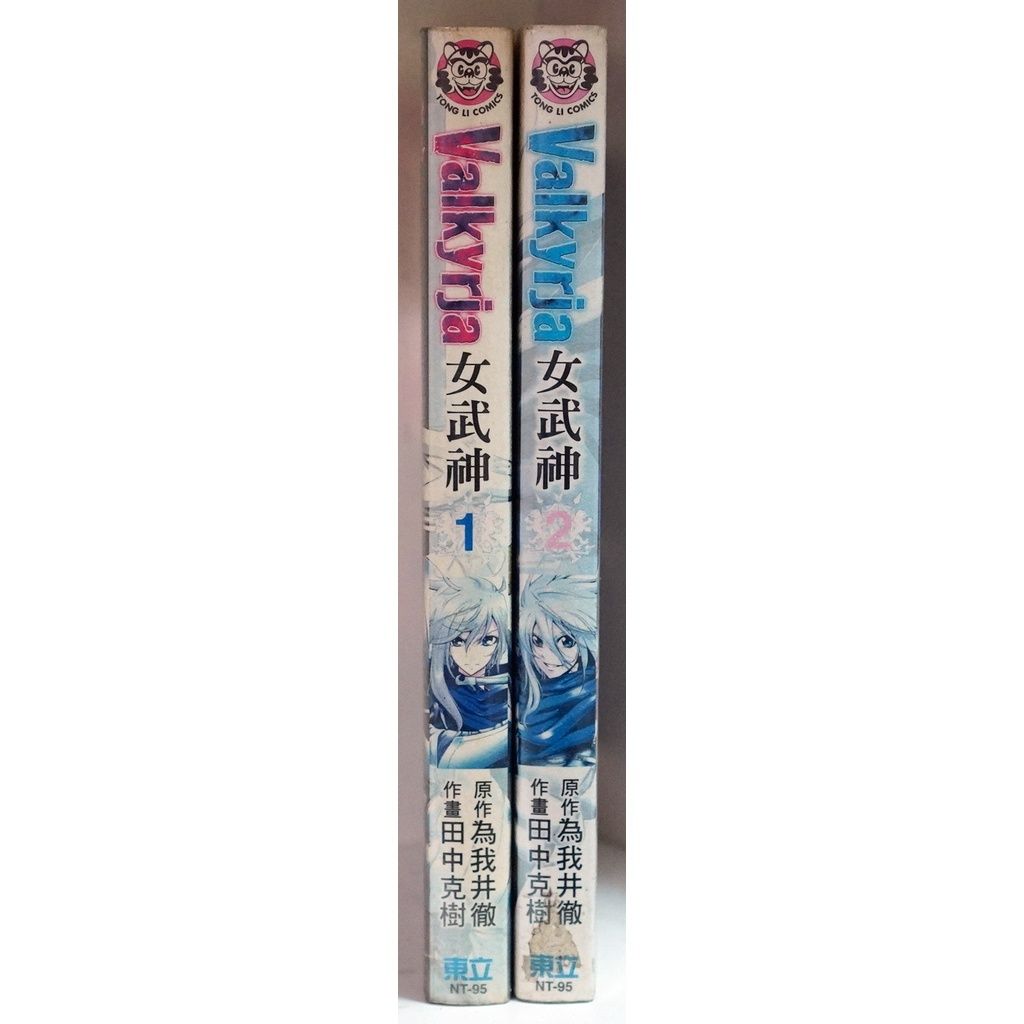 TONG LI COMICS
Valkyrja
女武神
1
原作 為我井徹
作畫 田中克樹
東立
NT-95
TONG LI COMICS
Valkyrja
女武神
2
原作 為我井徹
作畫 田中克樹
東立
NT-95